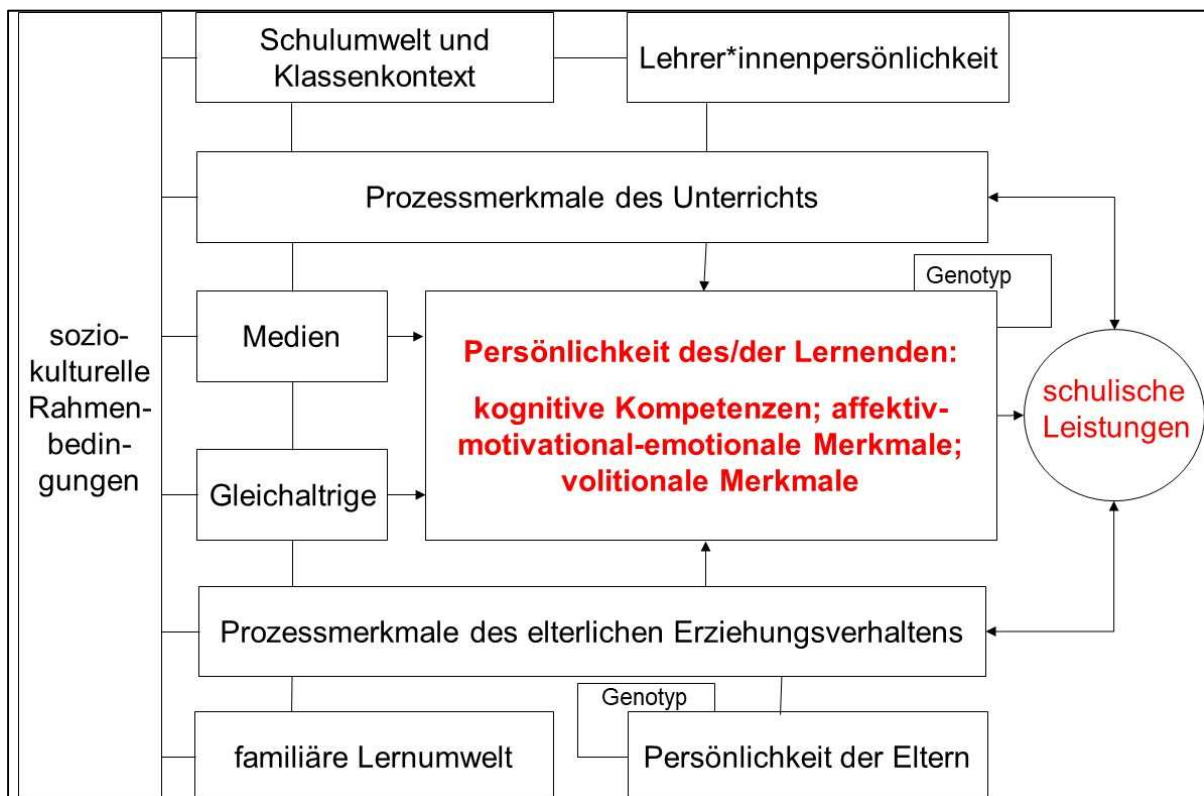 Schulumwelt und
Klassenkontext
Lehrer*innenpersönlichkeit
Prozessmerkmale des Unterrichts
Genotyp
sozio-
kulturelle
Rahmen-
bedin-
gungen
Medien
Gleichaltrige
Persönlichkeit des/der Lernenden:
kognitive Kompetenzen; affektiv-
motivational-emotionale Merkmale;
volitionale Merkmale
schulische
Leistungen
Prozessmerkmale des elterlichen Erziehungsverhaltens
Genotyp
familiäre Lernumwelt
Persönlichkeit der Eltern